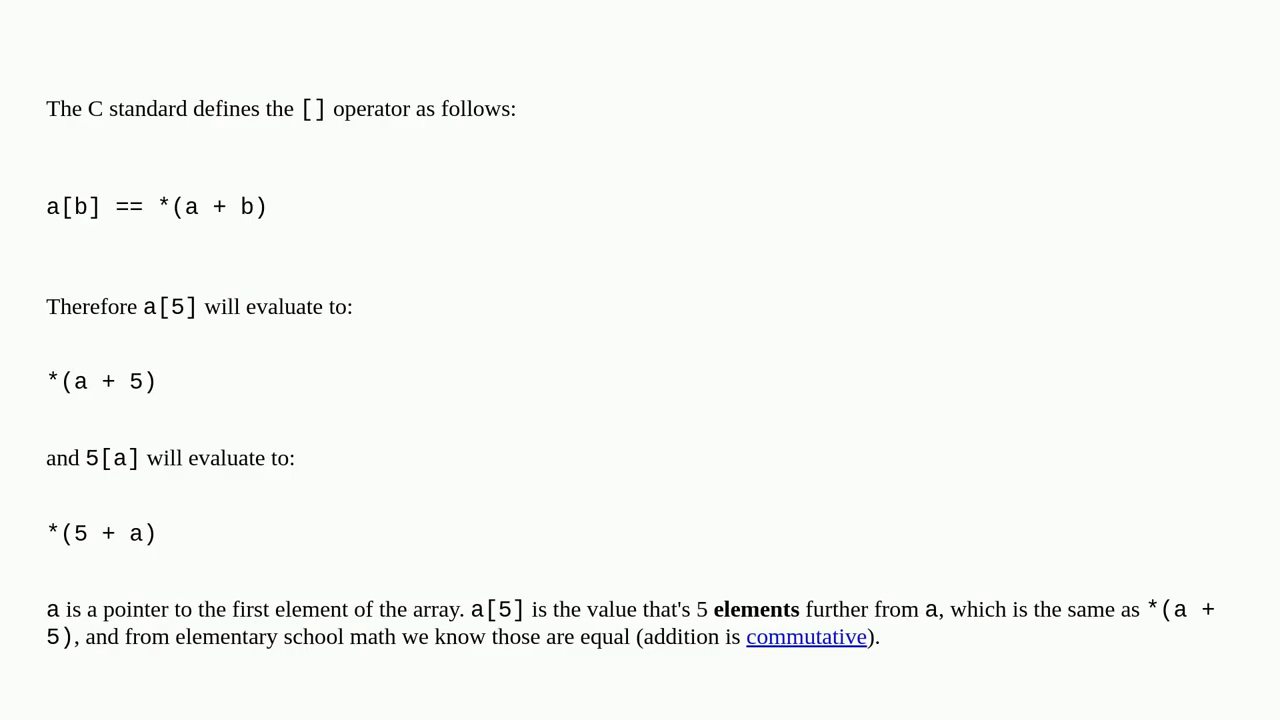 The C standard defines the [] operator as follows:
a[b] == *(a + b)
Therefore a[5] will evaluate to:
*(a + 5)
and 5[a] will evaluate to:
*(5 + a)
a is a pointer to the first element of the array. a[5] is the value that's 5 elements further from a, which is the same as *(a +
5), and from elementary school math we know those are equal (addition is commutative).